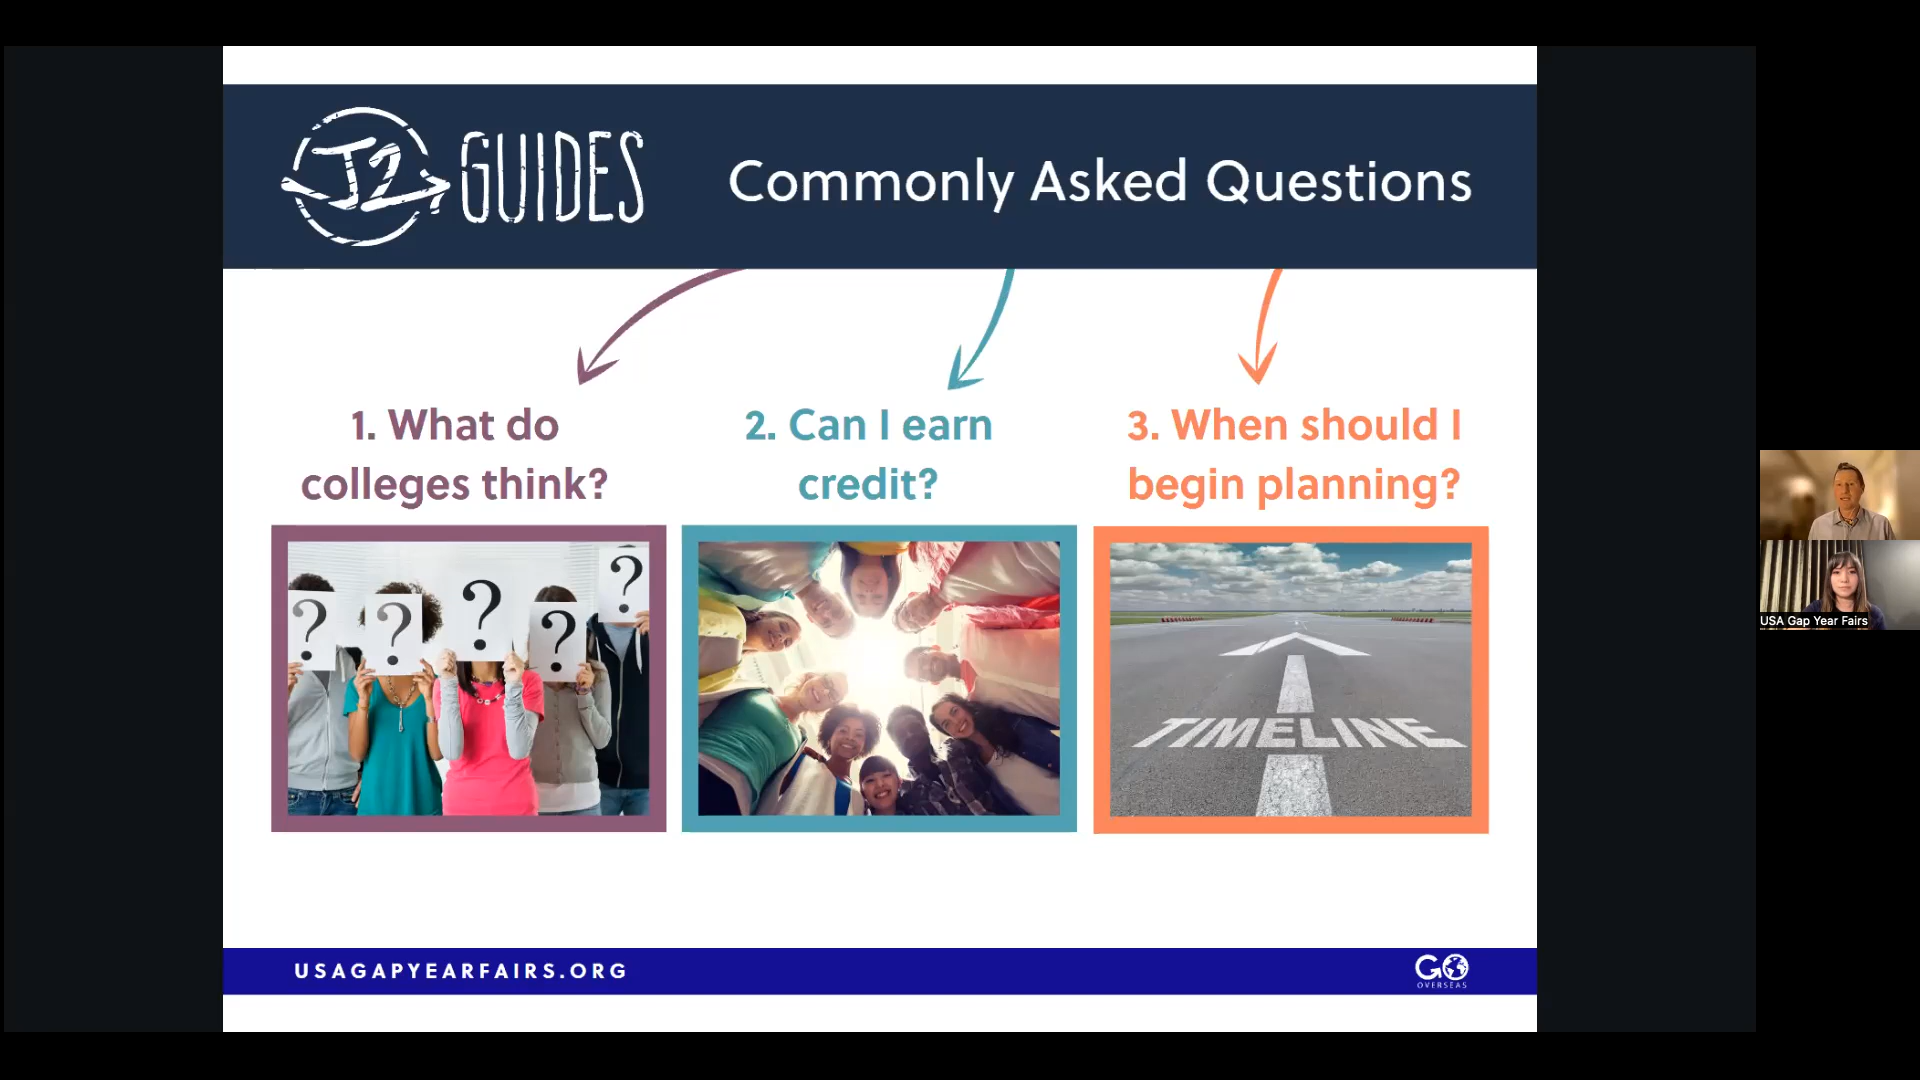 J2 GUIDES
Commonly Asked Questions
1. What do
colleges think?
2. Can I earn
credit?
3. When should I
begin planning?
? ? ? ? ?
TIMELINE
USAGAPYEARFAIRS.ORG
GO
OVERSEAS
USA Gap Year Fairs